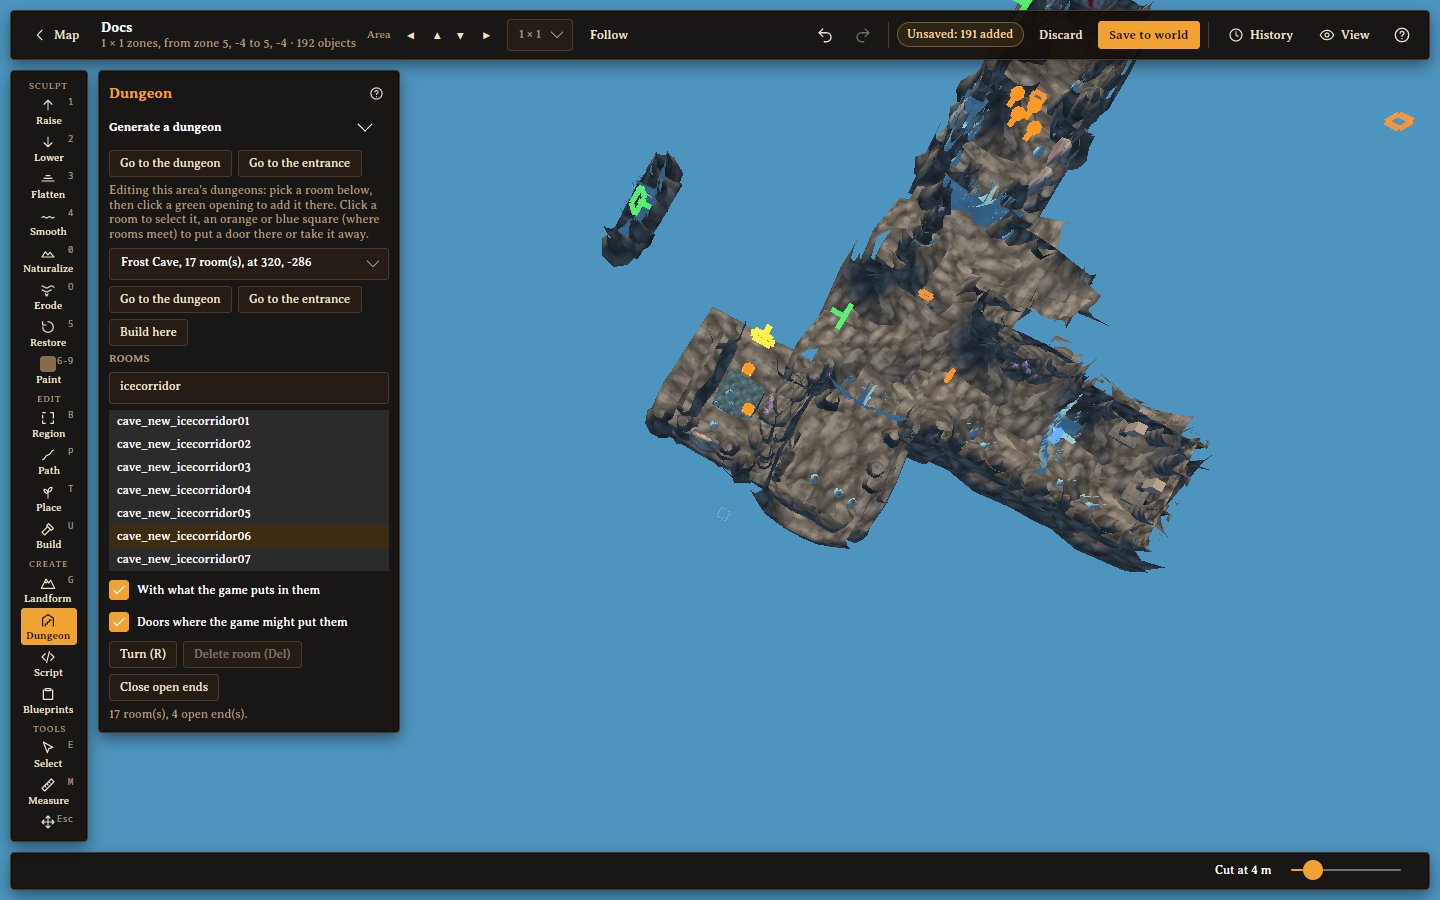 Map
Docs
1 × 1 zones, from zone 5, -4 to 5, -4 · 192 objects
Area
1 × 1
Follow
Unsaved: 191 added
Discard
Save to world
History
View
SCULPT
1
Raise
2
Lower
3
Flatten
4
Smooth
0
Naturalize
O
Erode
5
Restore
6-9
Paint
EDIT
B
Region
P
Path
T
Place
U
Build
CREATE
G
Landform
Dungeon
Script
Blueprints
TOOLS
E
Select
M
Measure
Esc
Dungeon
Generate a dungeon
Go to the dungeon
Go to the entrance
Editing this area's dungeons: pick a room below,
then click a green opening to add it there. Click a
room to select it, an orange or blue square (where
rooms meet) to put a door there or take it away.
Frost Cave, 17 room(s), at 320, -286
Go to the dungeon
Go to the entrance
Build here
ROOMS
icecorridor
cave_new_icecorridor01
cave_new_icecorridor02
cave_new_icecorridor03
cave_new_icecorridor04
cave_new_icecorridor05
cave_new_icecorridor06
cave_new_icecorridor07
With what the game puts in them
Doors where the game might put them
Turn (R)
Delete room (Del)
Close open ends
17 room(s), 4 open end(s).
Cut at 4 m